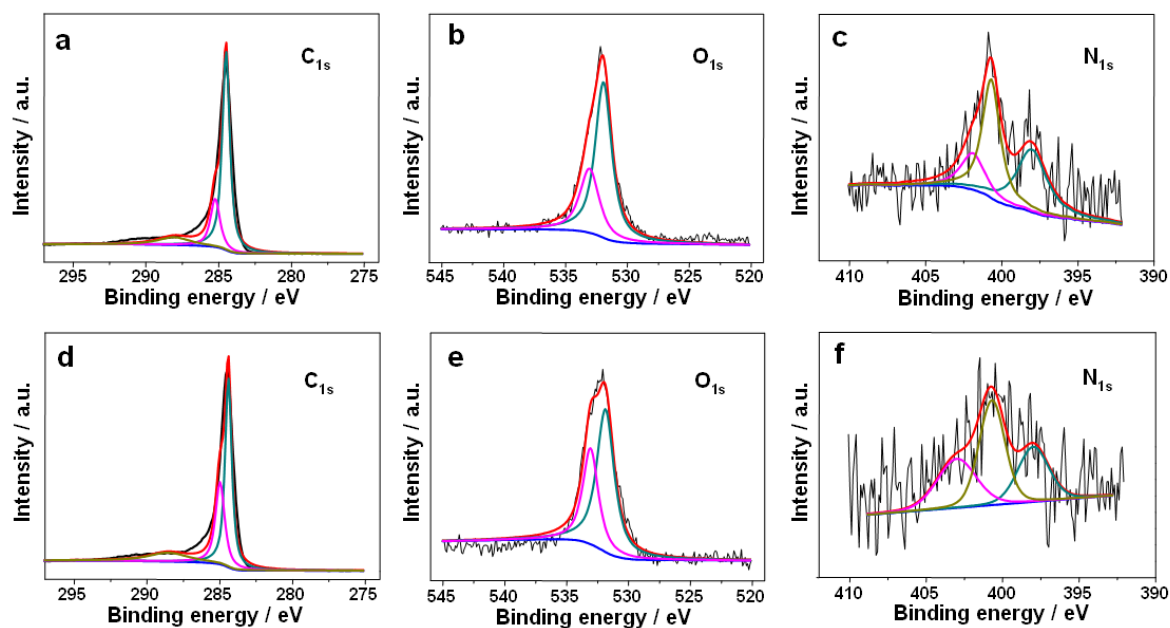 a
C1s
Intensity / a.u.
295 290 285 280 275
Binding energy / eV
b
O1s
Intensity / a.u.
545 540 535 530 525 520
Binding energy / eV
c
N1s
Intensity / a.u.
410 405 400 395 390
Binding energy / eV
d
C1s
Intensity / a.u.
295 290 285 280 275
Binding energy / eV
e
O1s
Intensity / a.u.
545 540 535 530 525 520
Binding energy / eV
f
N1s
Intensity / a.u.
410 405 400 395 390
Binding energy / eV